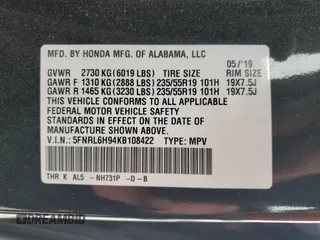 MFD. BY HONDA MFG. OF ALABAMA, LLC
05/'19
GVWR 2730 KG(6019 LBS) TIRE SIZE RIM SIZE
GAWR F 1310 KG(2888 LBS) 235/55R19 101H 19X7.5J
GAWR R 1465 KG(3230 LBS) 235/55R19 101H 19X7.5J
THIS VEHICLE CONFORMS TO ALL APPLICABLE
FEDERAL MOTOR VEHICLE SAFETY
STANDARDS IN EFFECT ON THE DATE OF
MANUFACTURE SHOWN ABOVE.
V.I.N.: 5FNRL6H94KB108422 TYPE: MPV
THR K AL5 - NH731P -D-B
DREAMBID